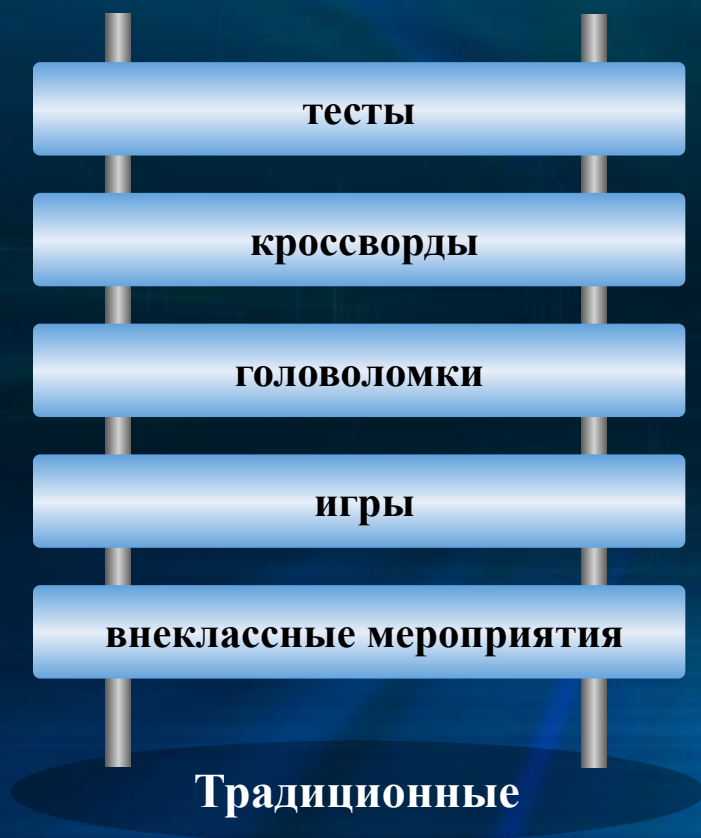 тесты
кроссворды
головоломки
игры
внеклассные мероприятия
Традиционные